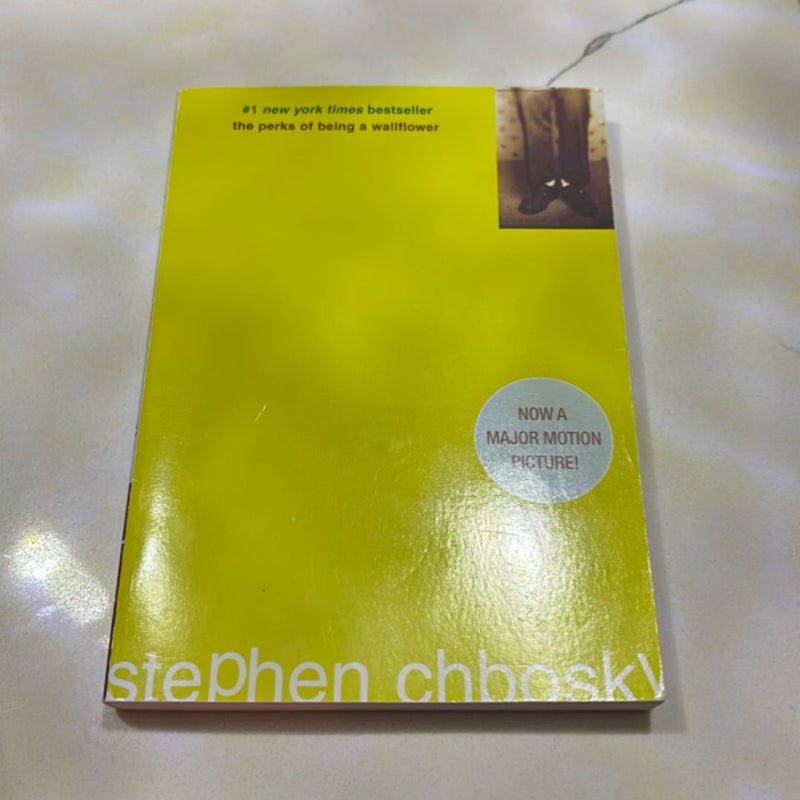 #1 new york times bestseller
the perks of being a wallflower
NOW A
MAJOR MOTION
PICTURE!
stephen chbosky